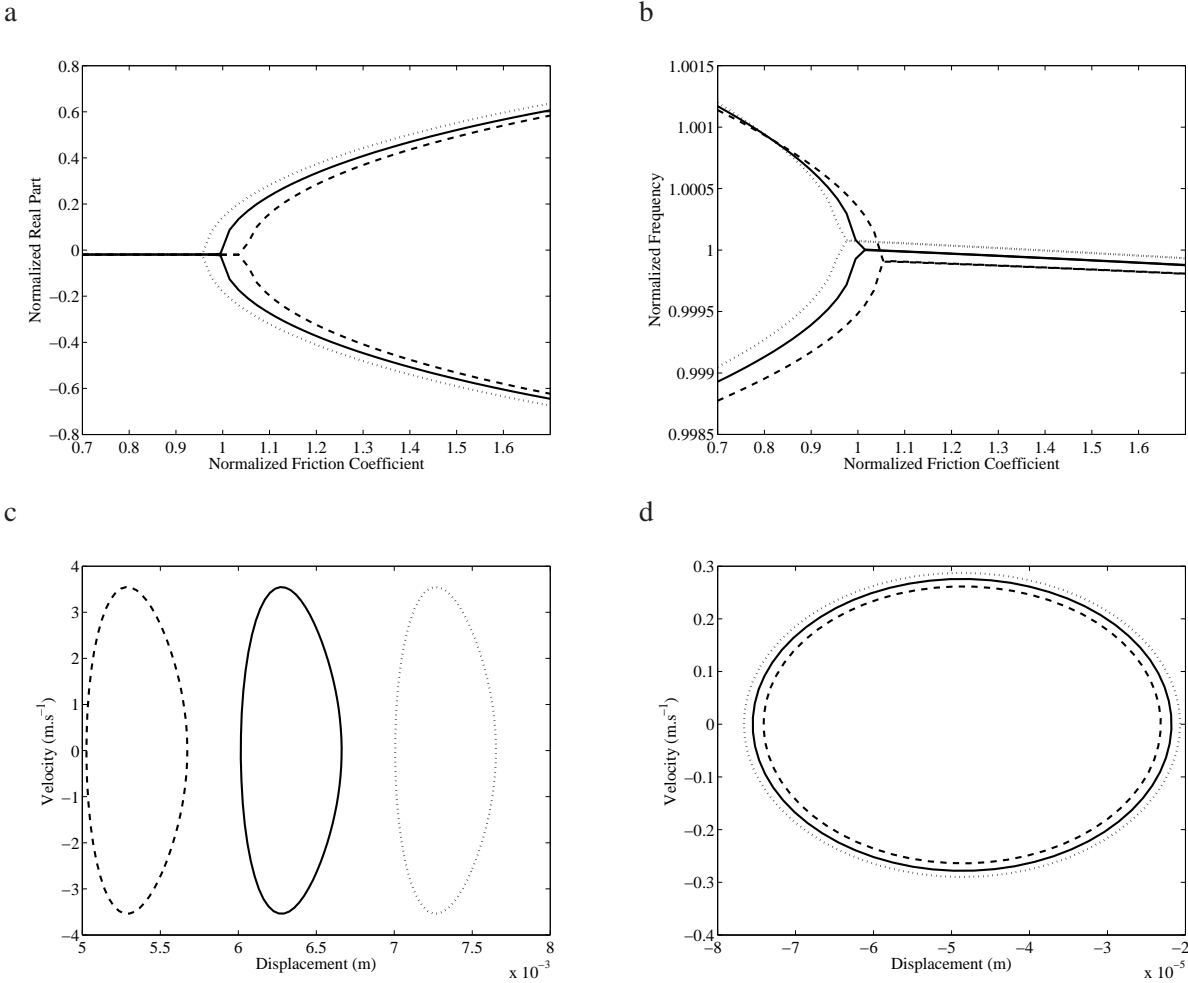 a
0.8
0.6
0.4
0.2
0
−0.2
−0.4
−0.6
−0.8
Normalized Real Part
0.7 0.8 0.9 1 1.1 1.2 1.3 1.4 1.5 1.6
Normalized Friction Coefficient
b
1.0015
1.001
1.0005
1
0.9995
0.999
0.9985
Normalized Frequency
0.7 0.8 0.9 1 1.1 1.2 1.3 1.4 1.5 1.6
Normalized Friction Coefficient
c
4
3
2
1
0
−1
−2
−3
−4
Velocity (m.s⁻¹)
5 5.5 6 6.5 7 7.5 8
Displacement (m)
x 10⁻³
d
0.3
0.2
0.1
0
−0.1
−0.2
−0.3
−0.4
Velocity (m.s⁻¹)
−8 −7 −6 −5 −4 −3 −2
Displacement (m)
x 10⁻⁵